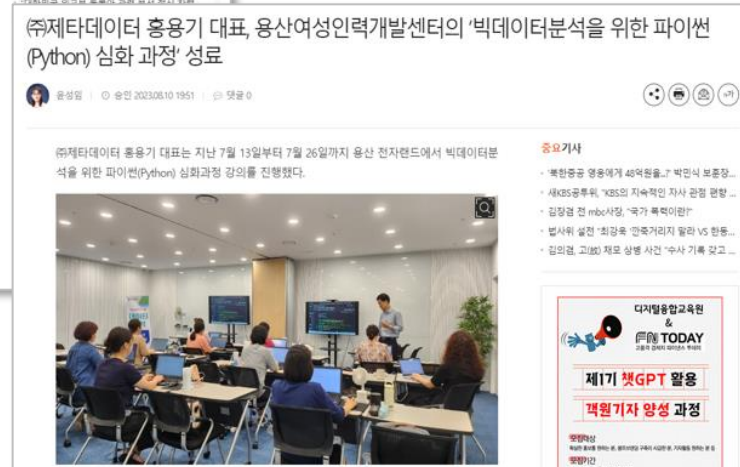 ㈜제타데이터 홍용기 대표, 용산여성인력개발센터의 '빅데이터분석을 위한 파이썬
(Python) 심화 과정' 성료
윤성임 승인 2023.08.10 19:51 댓글 0
㈜제타데이터 홍용기 대표는 지난 7월 13일부터 7월 26일까지 용산 전자랜드에서 빅데이터분
석을 위한 파이썬(Python) 심화과정 강의를 진행했다.
중요기사
"북한중공 영웅에게 48억원을...?" 박민식 보훈장...
새KBS공투위, "KBS의 지속적인 자사 관점 편향 ...
김장겸 전 mbc사장, "국가 폭력이란?"
법사위 설전 "최강욱 '깐죽거리지 말라 VS 한동...
김의겸, 고(故) 채모 상병 사건 "수사 기록 갖고 ...
디지털융합교육원
&
FN TODAY
제1기 챗GPT 활용
객원기자 양성 과정
모집대상
모집기간